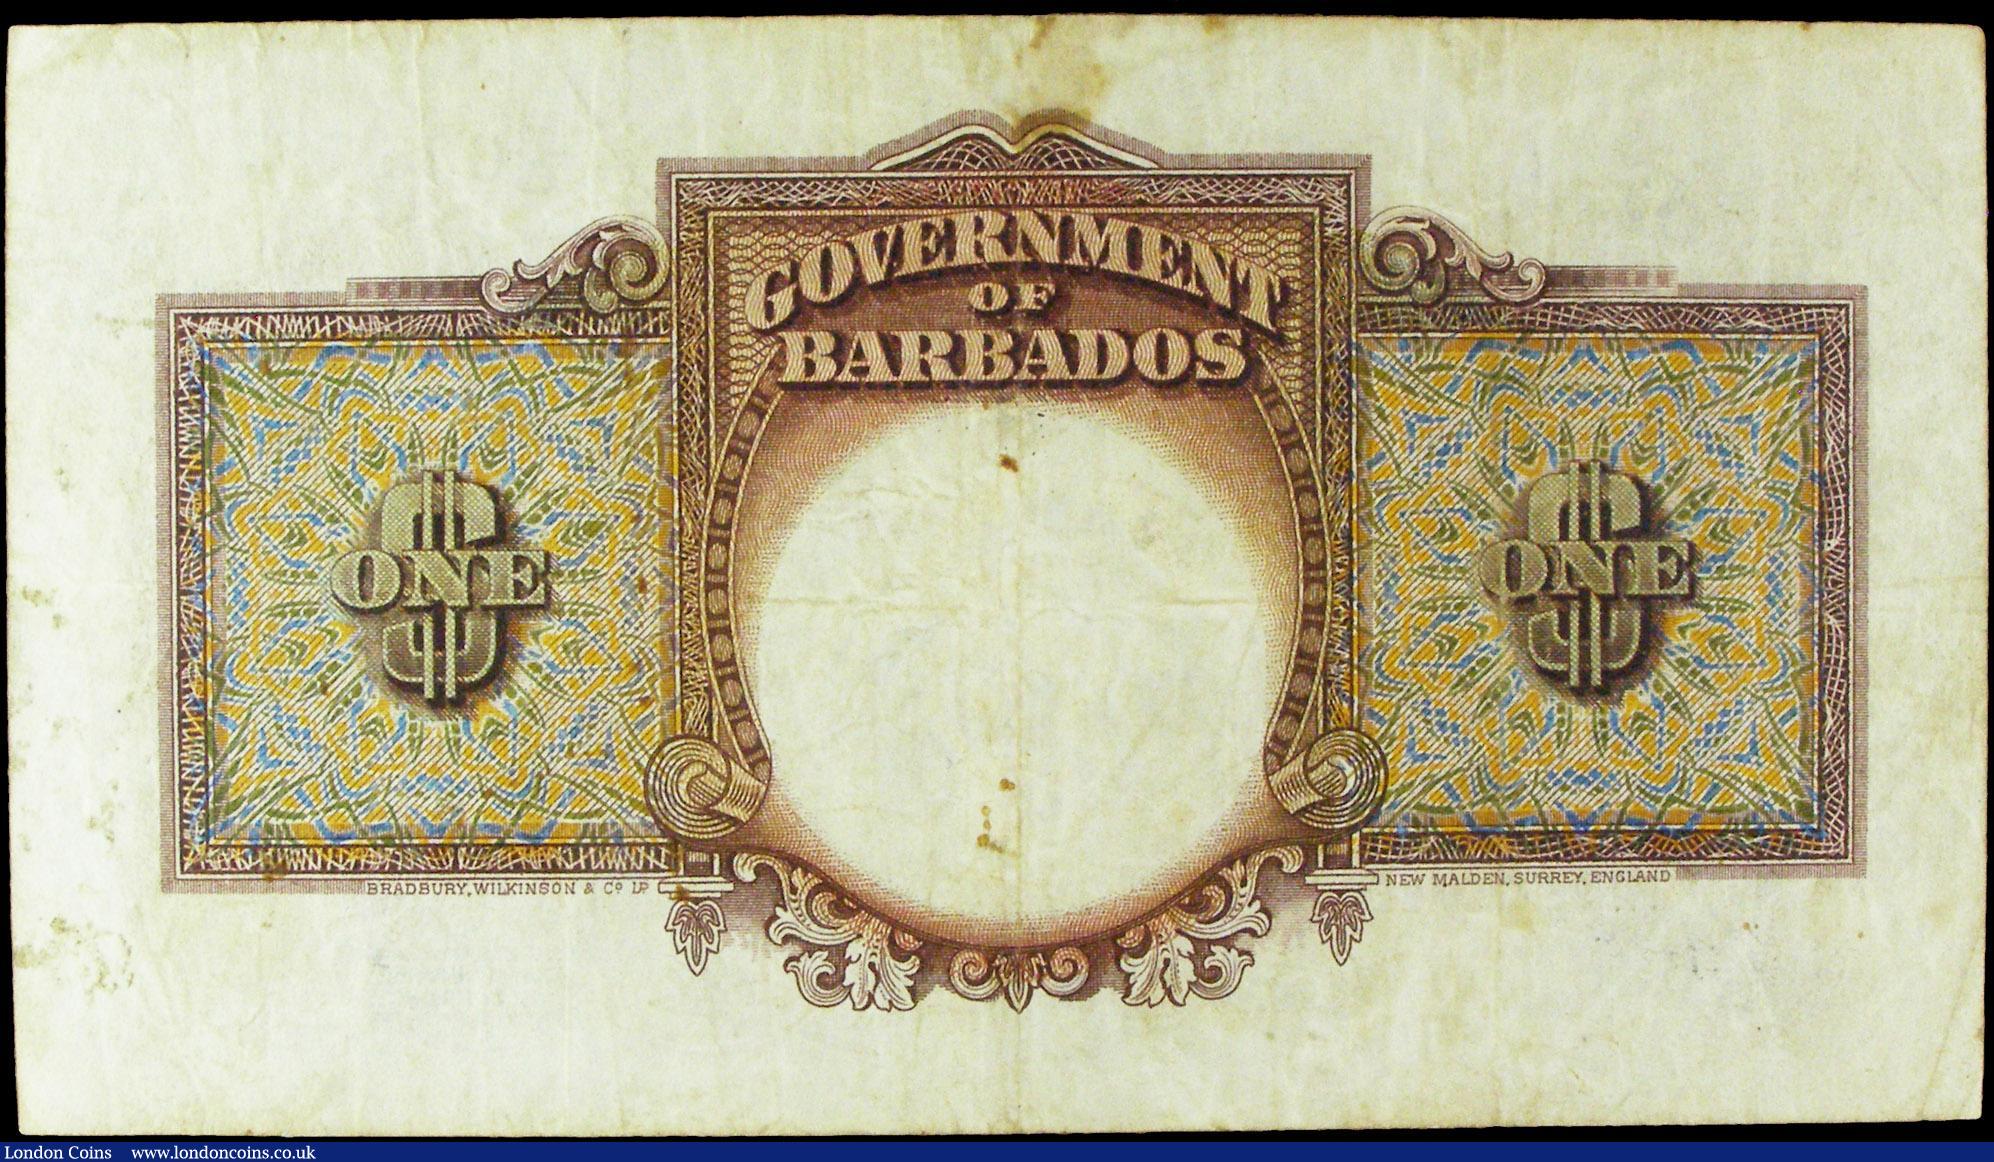 GOVERNMENT
OF
BARBADOS
$ ONE
$ ONE
BRADBURY, WILKINSON & Cº Lᴰ
NEW MALDEN, SURREY, ENGLAND
London Coins www.londoncoins.co.uk